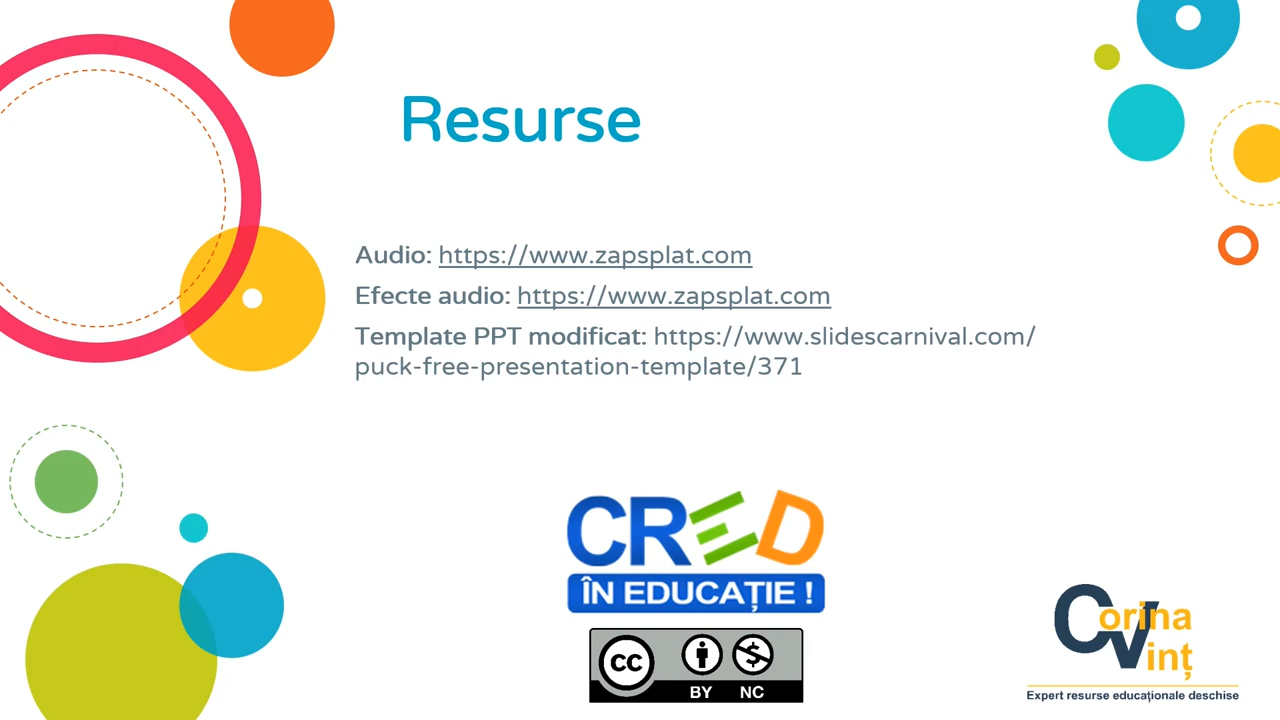 Resurse
Audio: https://www.zapsplat.com
Efecte audio: https://www.zapsplat.com
Template PPT modificat: https://www.slidescarnival.com/
puck-free-presentation-template/371
CRED
ÎN EDUCAȚIE !
CC
BY NC
Corina
Vinț
Expert resurse educaționale deschise